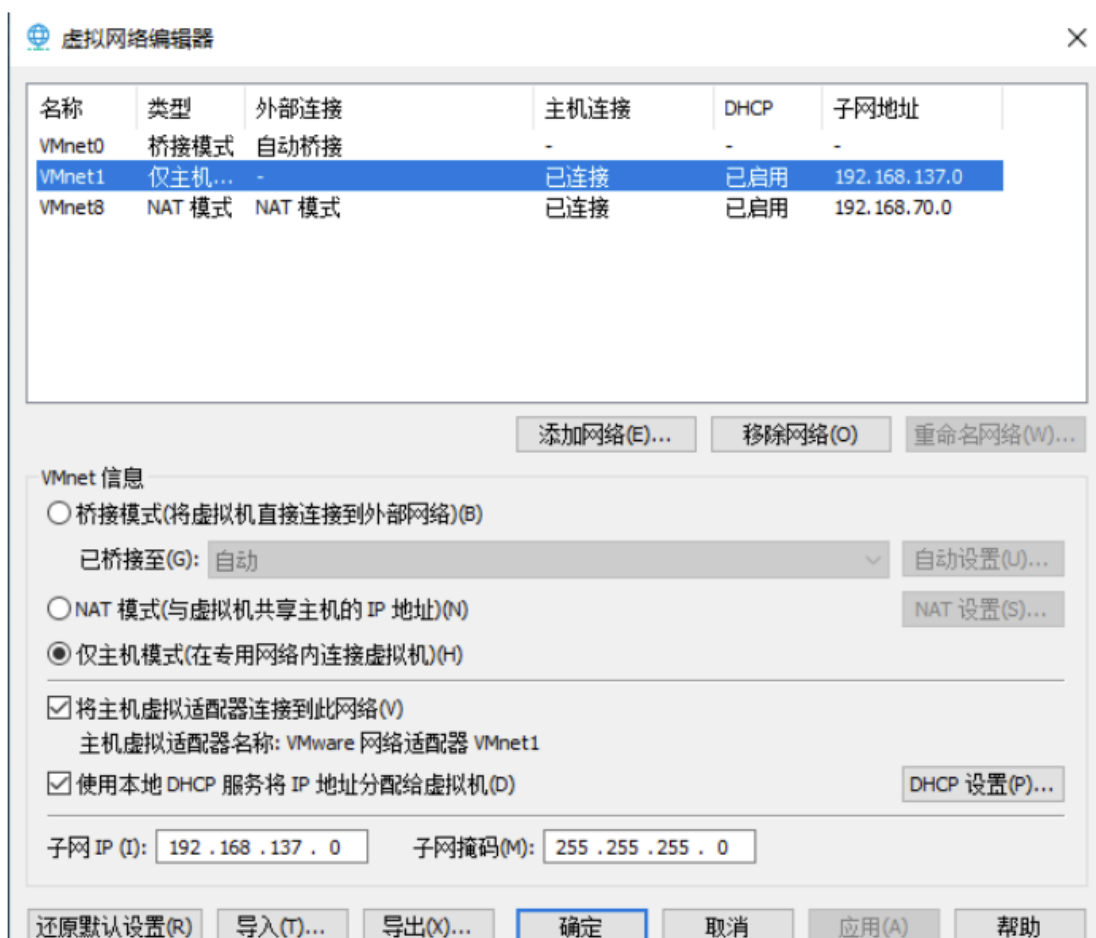 虚拟网络编辑器
名称 类型 外部连接 主机连接 DHCP 子网地址
VMnet0 桥接模式 自动桥接 - - -
VMnet1 仅主机... - 已连接 已启用 192.168.137.0
VMnet8 NAT 模式 NAT 模式 已连接 已启用 192.168.70.0
添加网络(E)... 移除网络(O) 重命名网络(W)...
VMnet 信息
桥接模式(将虚拟机直接连接到外部网络)(B)
已桥接至(G): 自动 自动设置(U)...
NAT 模式(与虚拟机共享主机的 IP 地址)(N) NAT 设置(S)...
仅主机模式(在专用网络内连接虚拟机)(H)
将主机虚拟适配器连接到此网络(V)
主机虚拟适配器名称: VMware 网络适配器 VMnet1
使用本地 DHCP 服务将 IP 地址分配给虚拟机(D) DHCP 设置(P)...
子网 IP (I): 192 . 168 . 137 . 0 子网掩码(M): 255 . 255 . 255 . 0
还原默认设置(R) 导入(T)... 导出(X)... 确定 取消 应用(A) 帮助